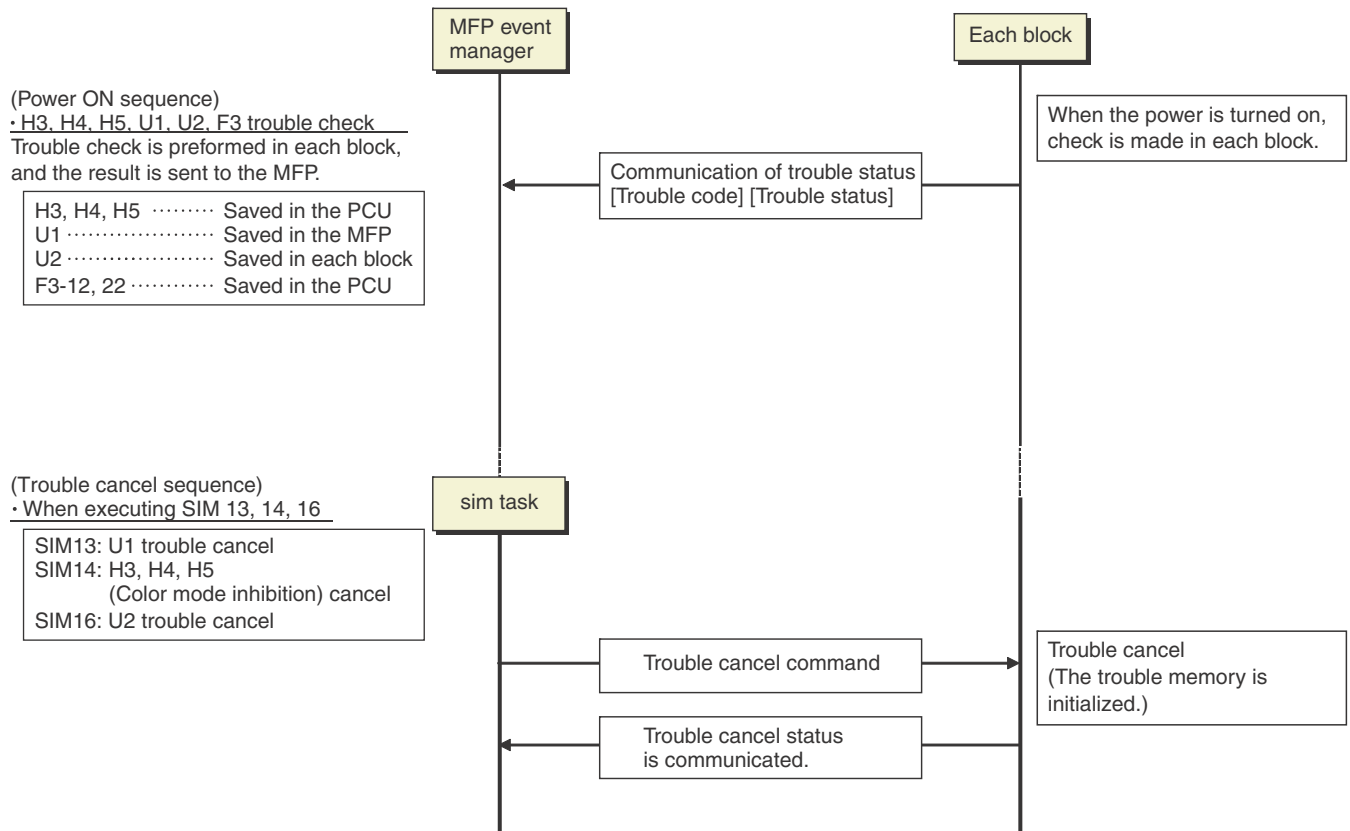 MFP event
manager
Each block
(Power ON sequence)
· H3, H4, H5, U1, U2, F3 trouble check
Trouble check is preformed in each block,
and the result is sent to the MFP.
When the power is turned on,
check is made in each block.
Communication of trouble status
[Trouble code] [Trouble status]
H3, H4, H5 ········· Saved in the PCU
U1 ····················· Saved in the MFP
U2 ····················· Saved in each block
F3-12, 22 ············ Saved in the PCU
(Trouble cancel sequence)
· When executing SIM 13, 14, 16
sim task
SIM13: U1 trouble cancel
SIM14: H3, H4, H5
(Color mode inhibition) cancel
SIM16: U2 trouble cancel
Trouble cancel command
Trouble cancel
(The trouble memory is
initialized.)
Trouble cancel status
is communicated.